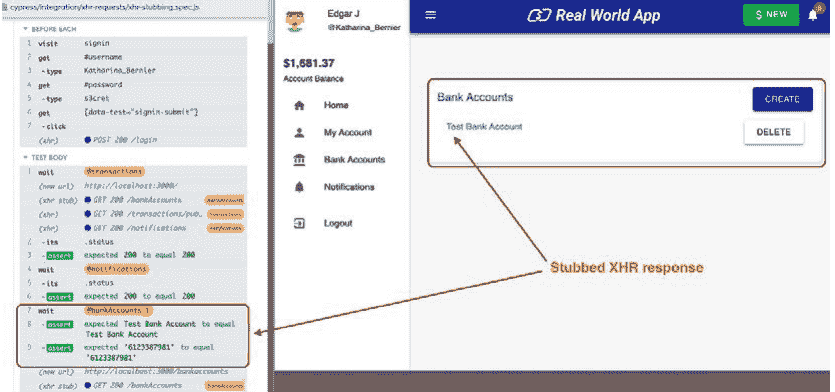 cypress/integration/xhr-requests/xhr-stubbing.spec.js
BEFORE EACH
1 visit signin
2 get #username
3 -type Katharina_Bernier
4 get #password
5 -type s3cret
6 get [data-test="signin-submit"]
7 -click
(xhr) POST 200 /login
TEST BODY
1 wait @transactions
(new url) http://localhost:3000/
(xhr stub) GET 200 /bankAccounts
(xhr) GET 200 /transactions/pub…
(xhr) GET 200 /notifications
2 -its .status
3 -assert expected 200 to equal 200
4 wait @notifications
5 -its .status
6 -assert expected 200 to equal 200
7 wait @bankAccounts
8 -assert expected Test Bank Account to equal
Test Bank Account
9 -assert expected '6123387981' to equal
'6123387981'
(new url) http://localhost:3000/bankaccounts
(xhr stub) GET 200 /bankAccounts
Edgar J
@Katharina_Bernier
$1,681.37
Account Balance
Home
My Account
Bank Accounts
Notifications
Logout
Real World App
$ NEW
Bank Accounts
CREATE
Test Bank Account
DELETE
Stubbed XHR response